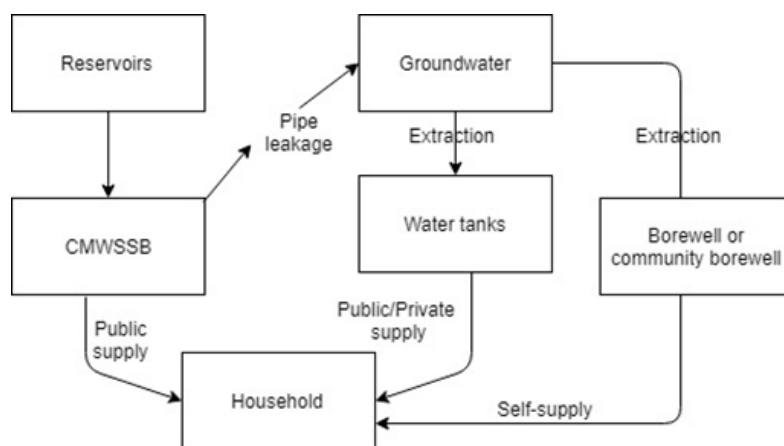 Reservoirs
Groundwater
Pipe
leakage
Extraction
Extraction
CMWSSB
Water tanks
Borewell or
community borewell
Public
supply
Public/Private
supply
Household
Self-supply